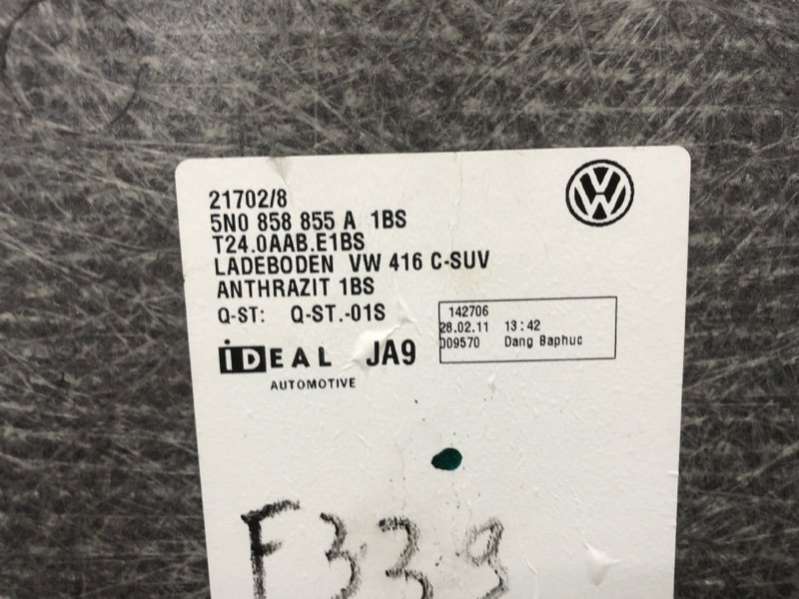 21702/8
5N0 858 855 A 1BS
T24.0AAB.E1BS
LADEBODEN VW 416 C-SUV
ANTHRAZIT 1BS
Q-ST: Q-ST.-01S
142706
28.02.11 13:42
009570 Dang Baphuc
iDEAL JA9
AUTOMOTIVE
F339